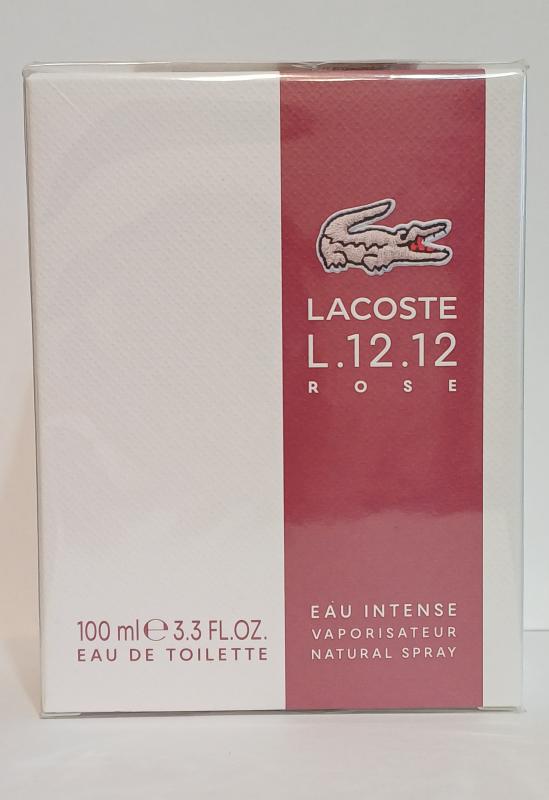 LACOSTE
L.12.12
ROSE
100 ml ℮ 3.3 FL.OZ.
EAU DE TOILETTE
EAU INTENSE
VAPORISATEUR
NATURAL SPRAY